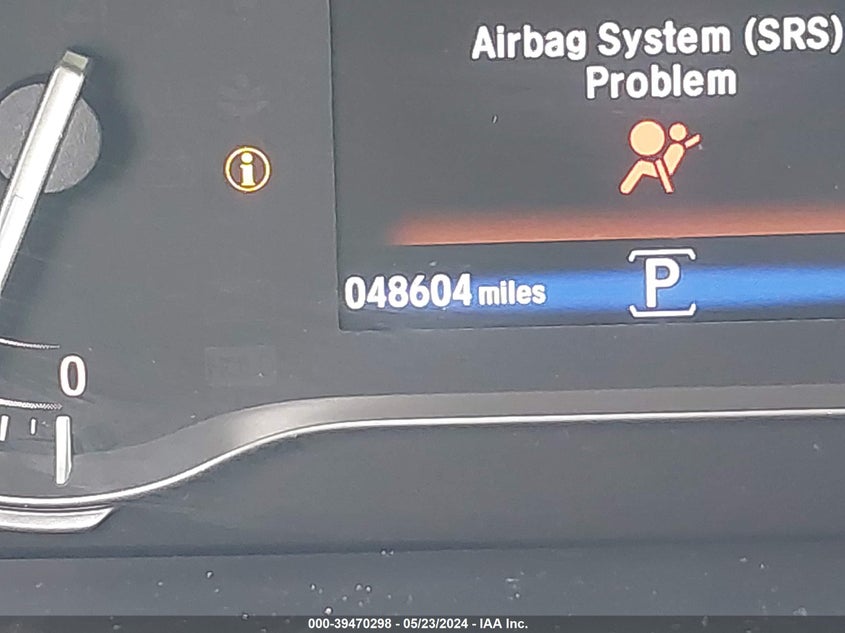 Airbag System (SRS)
Problem
i
048604 miles
P
0
000-39470298 - 05/23/2024 - IAA Inc.